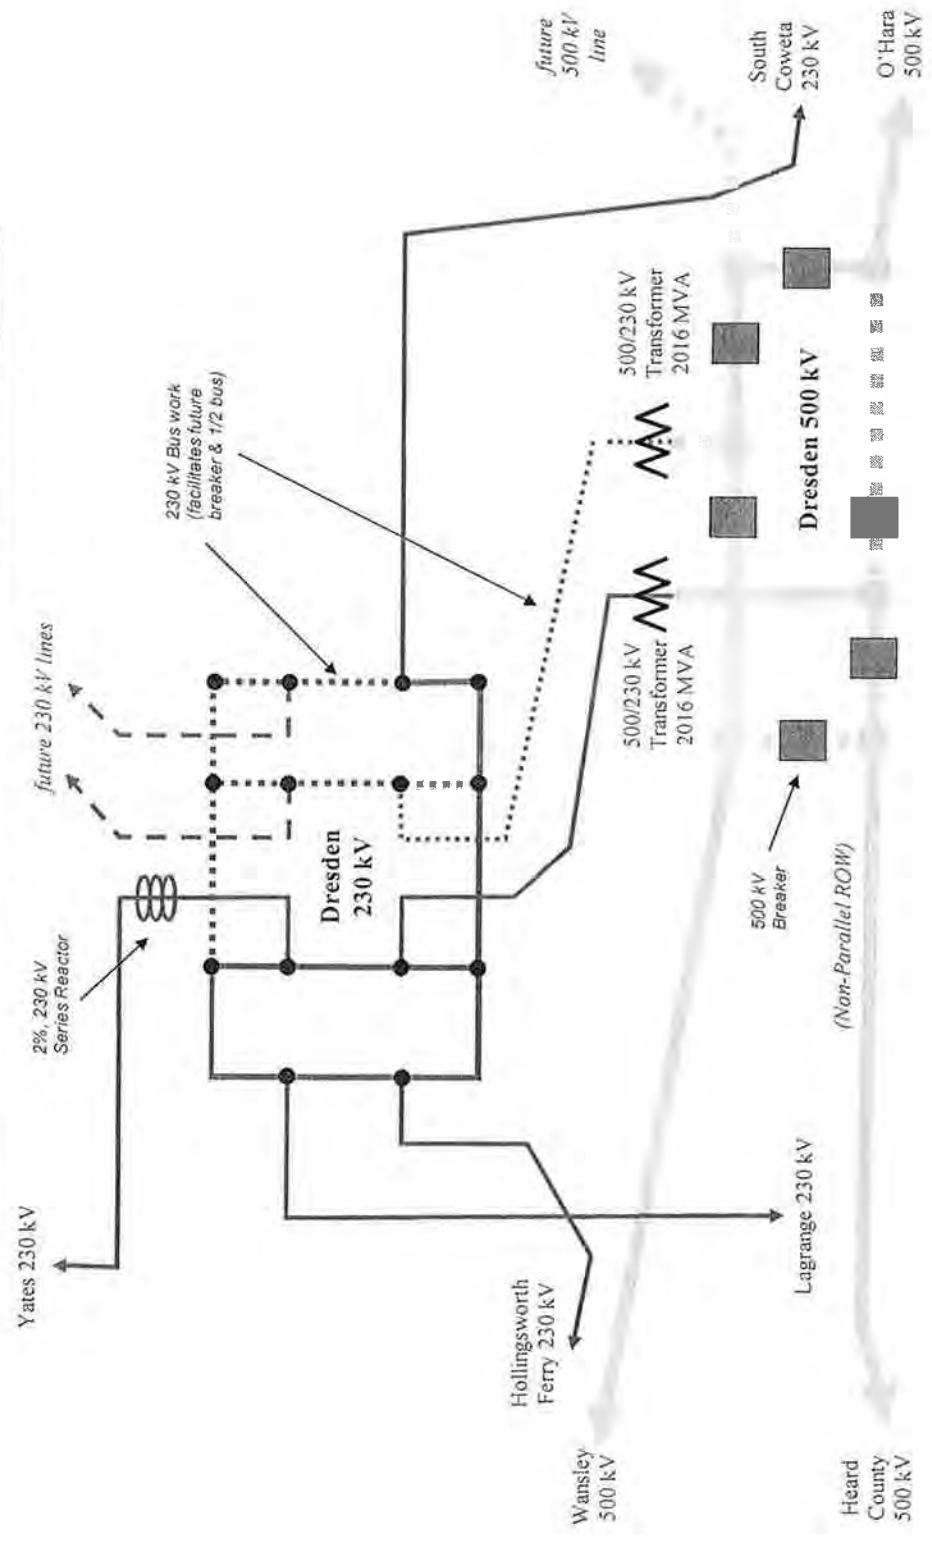 Yates 230 kV
2%, 230 kV
Series Reactor
future 230 kV lines
230 kV Bus work
(facilitates future
breaker & 1/2 bus)
future
500 kV
line
South
Coweta
230 kV
O'Hara
500 kV
Dresden
230 kV
500/230 kV
Transformer
2016 MVA
500/230 kV
Transformer
2016 MVA
Dresden 500 kV
500 kV
Breaker
(Non-Parallel ROW)
Hollingsworth
Ferry 230 kV
Lagrange 230 kV
Wansley
500 kV
Heard
County
500 kV